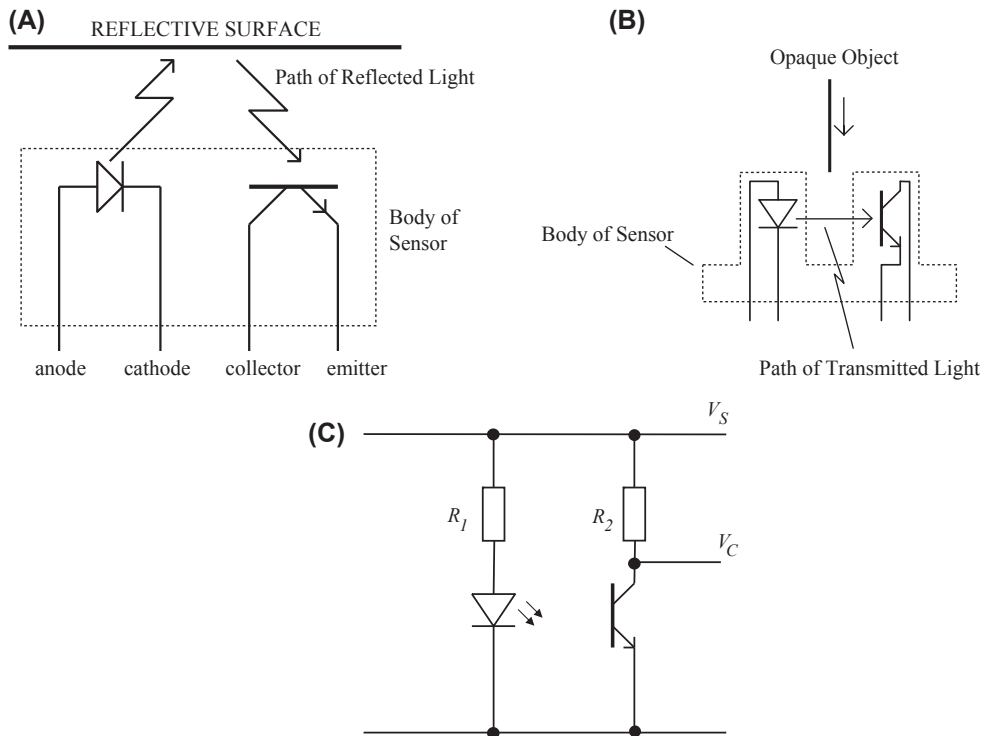 (A)
REFLECTIVE SURFACE
Path of Reflected Light
Body of
Sensor
anode cathode collector emitter
(B)
Opaque Object
Body of Sensor
Path of Transmitted Light
(C)
V_S
R_1
R_2
V_C